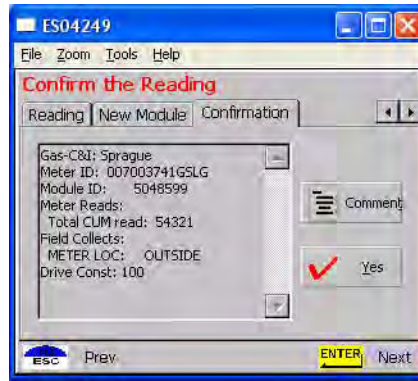 ES04249
File Zoom Tools Help
Confirm the Reading
Reading New Module Confirmation
Gas-C&I: Sprague
Meter ID: 007003741GSLG
Module ID: 5048599
Meter Reads:
Total CUM read: 54321
Field Collects:
METER LOC: OUTSIDE
Drive Const: 100
Comment
Yes
ESC Prev ENTER Next